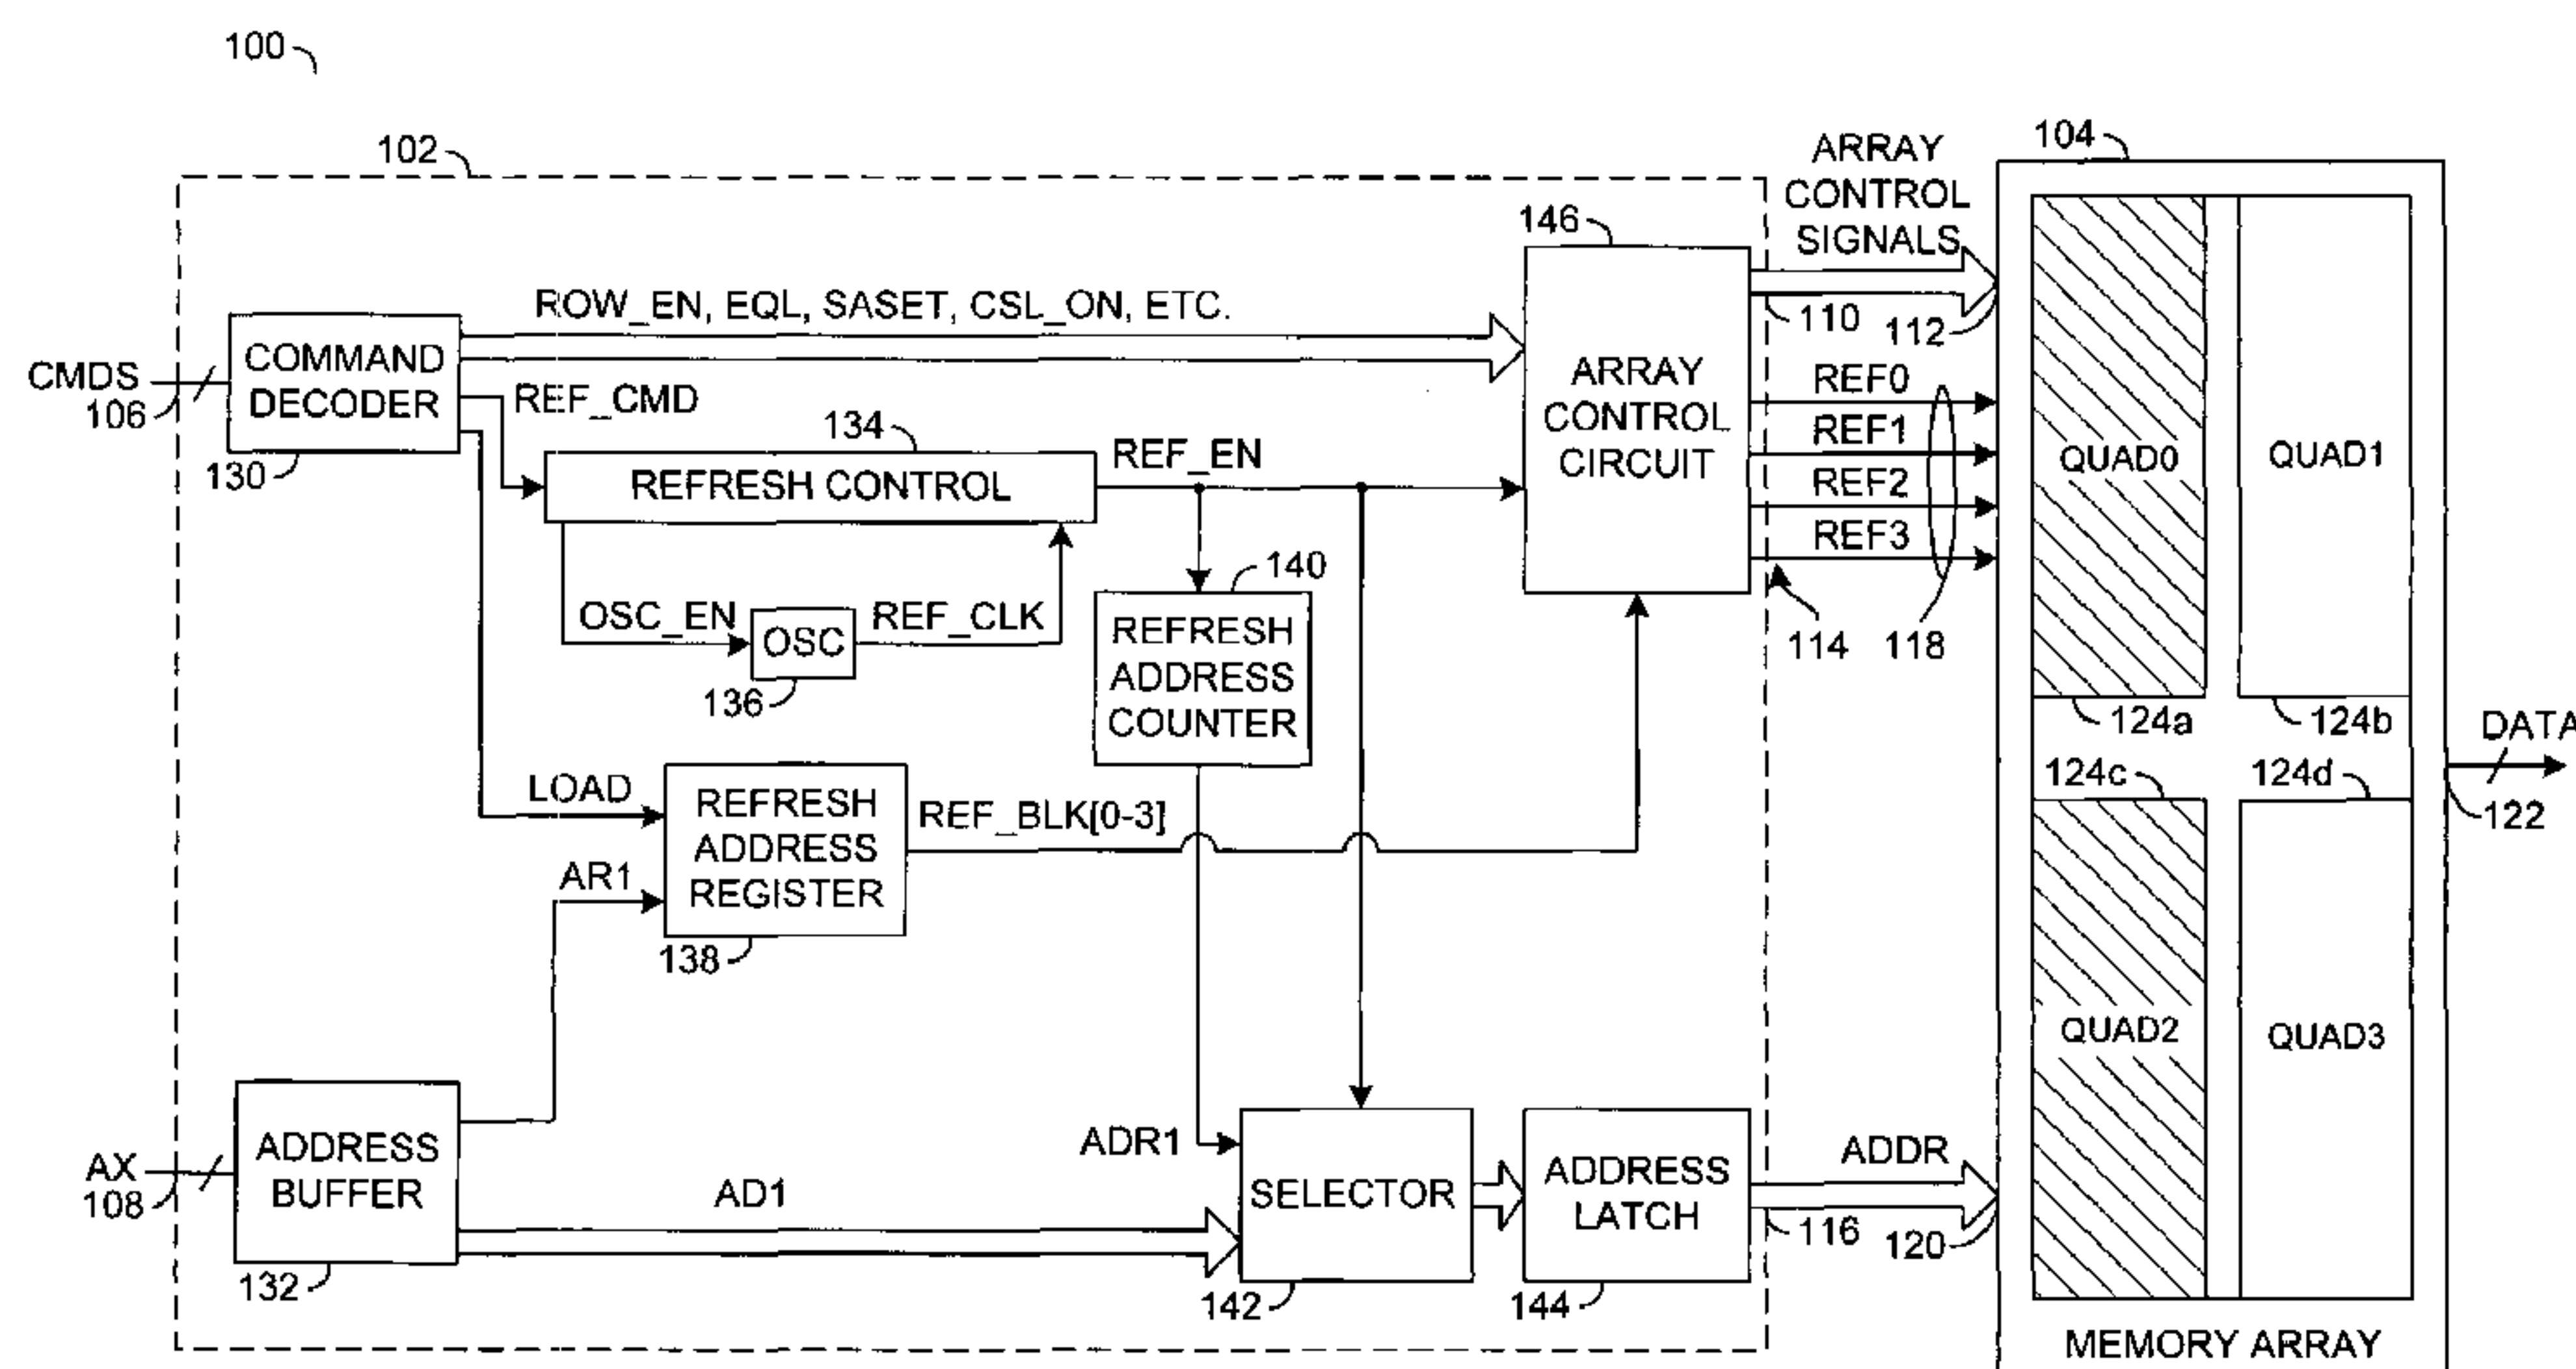 100
102
104
ARRAY
CONTROL
SIGNALS
146
ROW_EN, EQL, SASET, CSL_ON, ETC.
110
112
CMDS
106
COMMAND
DECODER
130
REF_CMD
134
REFRESH CONTROL
REF_EN
ARRAY
CONTROL
CIRCUIT
REF0
REF1
REF2
REF3
114
118
QUAD0
QUAD1
OSC_EN
OSC
136
REF_CLK
140
REFRESH
ADDRESS
COUNTER
124a
124b
124c
124d
DATA
122
LOAD
AR1
REFRESH
ADDRESS
REGISTER
138
REF_BLK[0-3]
QUAD2
QUAD3
AX
108
ADDRESS
BUFFER
132
AD1
ADR1
SELECTOR
142
ADDRESS
LATCH
144
ADDR
116
120
MEMORY ARRAY